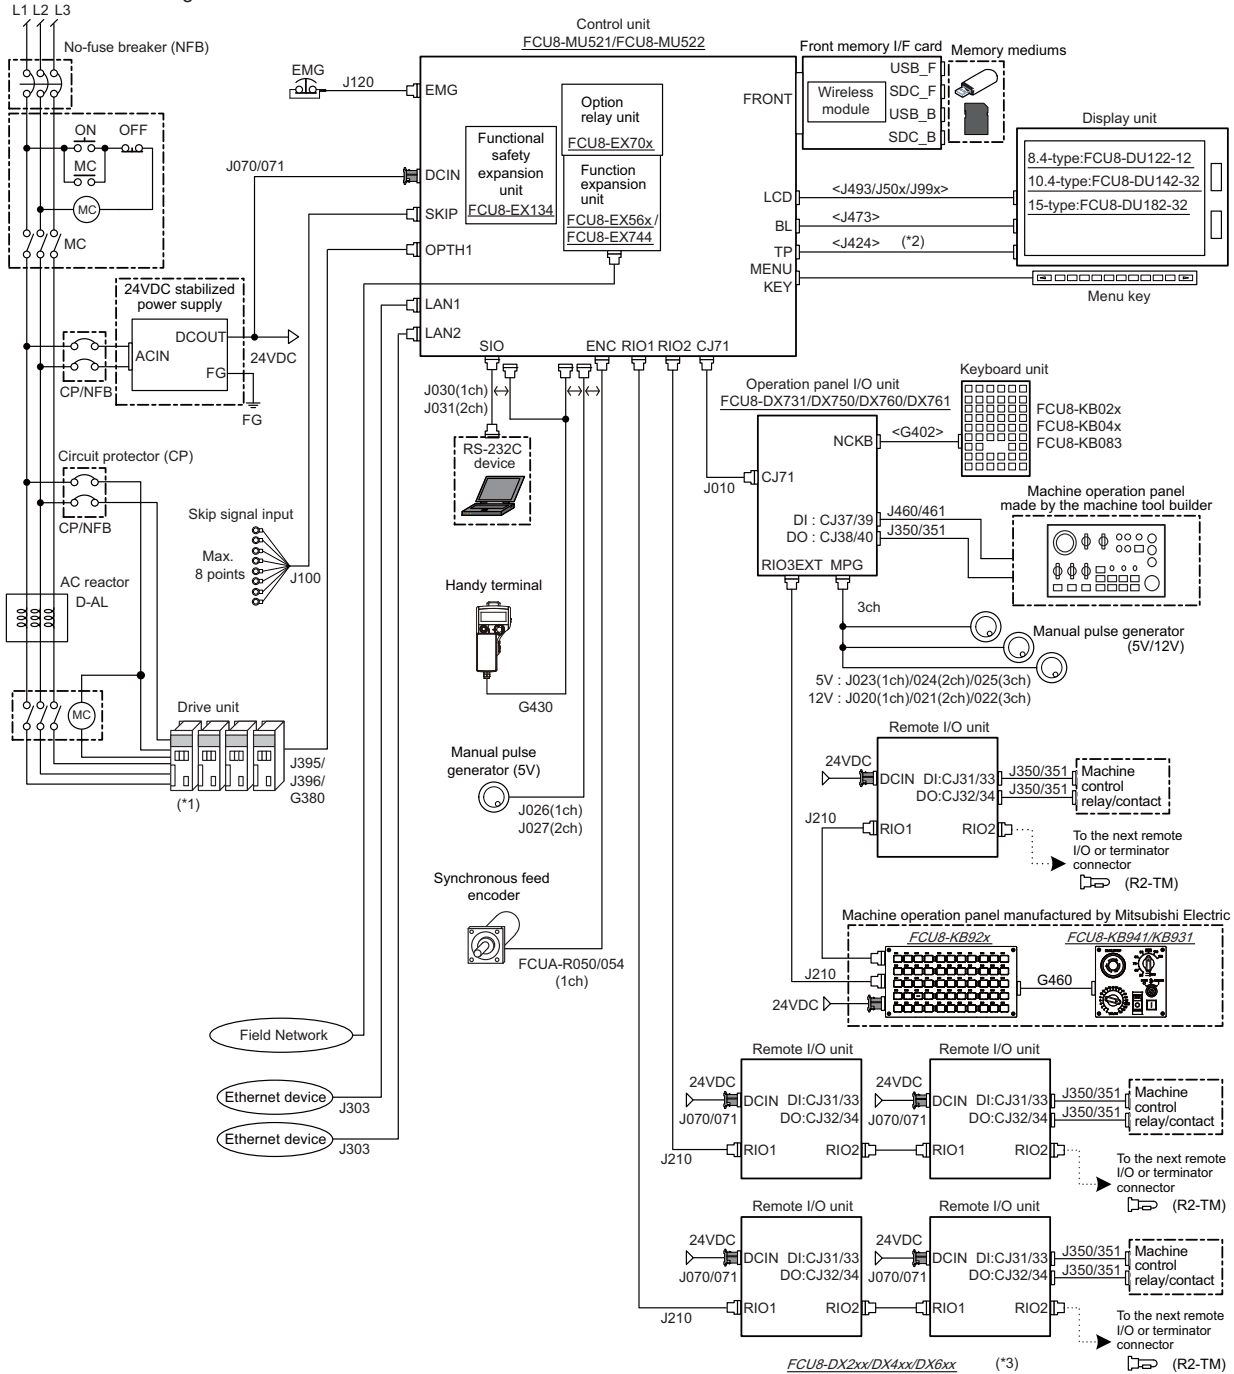 L1 L2 L3
No-fuse breaker (NFB)
ON OFF
MC
MC
MC
24VDC stabilized
power supply
DCOUT
ACIN
FG
24VDC
FG
CP/NFB
Circuit protector (CP)
CP/NFB
AC reactor
D-AL
MC
Drive unit
(*1)
J395/
J396/
G380
Skip signal input
Max.
8 points
J100
EMG
J120
J070/071
Control unit
FCU8-MU521/FCU8-MU522
EMG
DCIN
SKIP
OPTH1
LAN1
LAN2
Functional
safety
expansion
unit
FCU8-EX134
Option
relay unit
FCU8-EX70x
Function
expansion
unit
FCU8-EX56x/
FCU8-EX744
FRONT
LCD
BL
TP
MENU
KEY
SIO ENC RIO1 RIO2 CJ71
Front memory I/F card
Wireless
module
USB_F
SDC_F
USB_B
SDC_B
Memory mediums
Display unit
8.4-type:FCU8-DU122-12
10.4-type:FCU8-DU142-32
15-type:FCU8-DU182-32
<J493/J50x/J99x>
<J473>
<J424> (*2)
Menu key
J030(1ch)
J031(2ch)
RS-232C
device
Handy terminal
G430
Manual pulse
generator (5V)
J026(1ch)
J027(2ch)
Synchronous feed
encoder
FCUA-R050/054
(1ch)
Field Network
Ethernet device
J303
Ethernet device
J303
Operation panel I/O unit
FCU8-DX731/DX750/DX760/DX761
NCKB
CJ71
J010
DI : CJ37/39
DO : CJ38/40
RIO3EXT MPG
<G402>
Keyboard unit
FCU8-KB02x
FCU8-KB04x
FCU8-KB083
J460/461
J350/351
Machine operation panel
made by the machine tool builder
3ch
Manual pulse generator
(5V/12V)
5V : J023(1ch)/024(2ch)/025(3ch)
12V : J020(1ch)/021(2ch)/022(3ch)
Remote I/O unit
24VDC
DCIN DI:CJ31/33
DO:CJ32/34
J350/351
J350/351
Machine
control
relay/contact
J210
RIO1 RIO2
To the next remote
I/O or terminator
connector
(R2-TM)
Machine operation panel manufactured by Mitsubishi Electric
FCU8-KB92x
FCU8-KB941/KB931
J210
G460
24VDC
Remote I/O unit
Remote I/O unit
24VDC
J070/071
DCIN DI:CJ31/33
DO:CJ32/34
24VDC
J070/071
DCIN DI:CJ31/33
DO:CJ32/34
J350/351
J350/351
Machine
control
relay/contact
J210
RIO1 RIO2
RIO1 RIO2
To the next remote
I/O or terminator
connector
(R2-TM)
Remote I/O unit
Remote I/O unit
24VDC
J070/071
DCIN DI:CJ31/33
DO:CJ32/34
24VDC
J070/071
DCIN DI:CJ31/33
DO:CJ32/34
J350/351
J350/351
Machine
control
relay/contact
J210
RIO1 RIO2
RIO1 RIO2
To the next remote
I/O or terminator
connector
(R2-TM)
FCU8-DX2xx/DX4xx/DX6xx (*3)